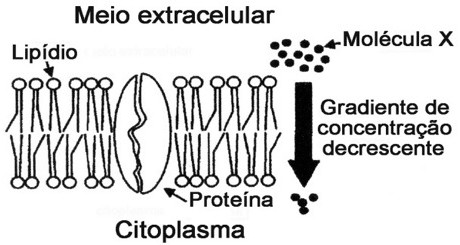 Meio extracelular
Lipídio
Molécula X
Gradiente de
concentração
decrescente
Proteína
Citoplasma